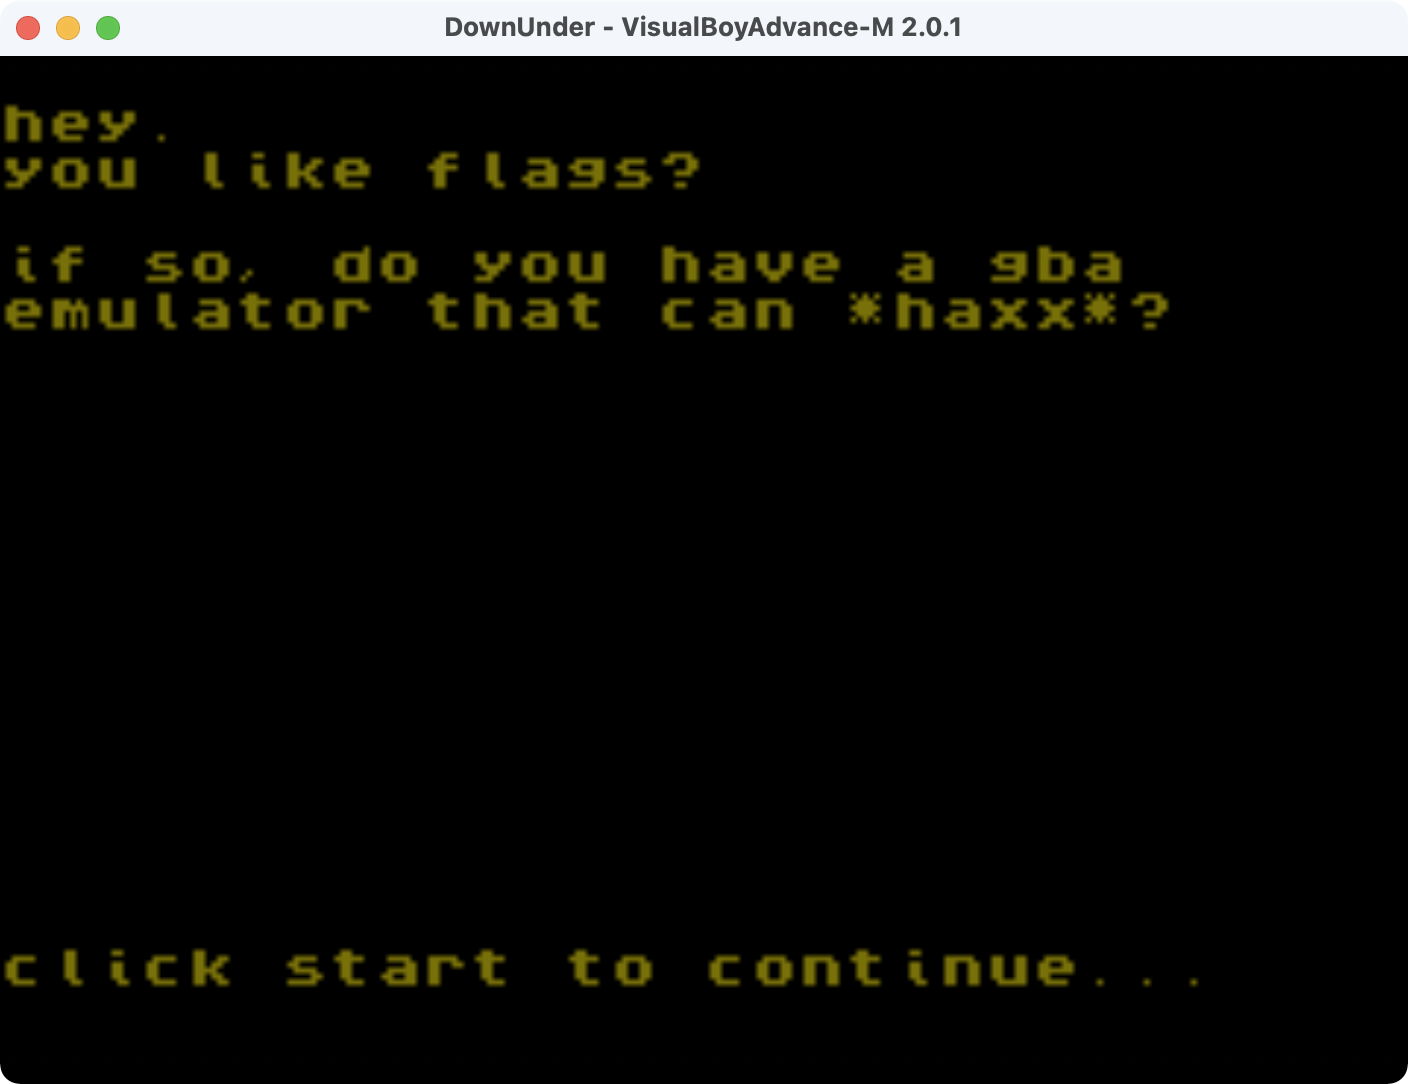 DownUnder - VisualBoyAdvance-M 2.0.1
hey.
you like flags?
if so, do you have a gba
emulator that can *haxx*?
click start to continue...